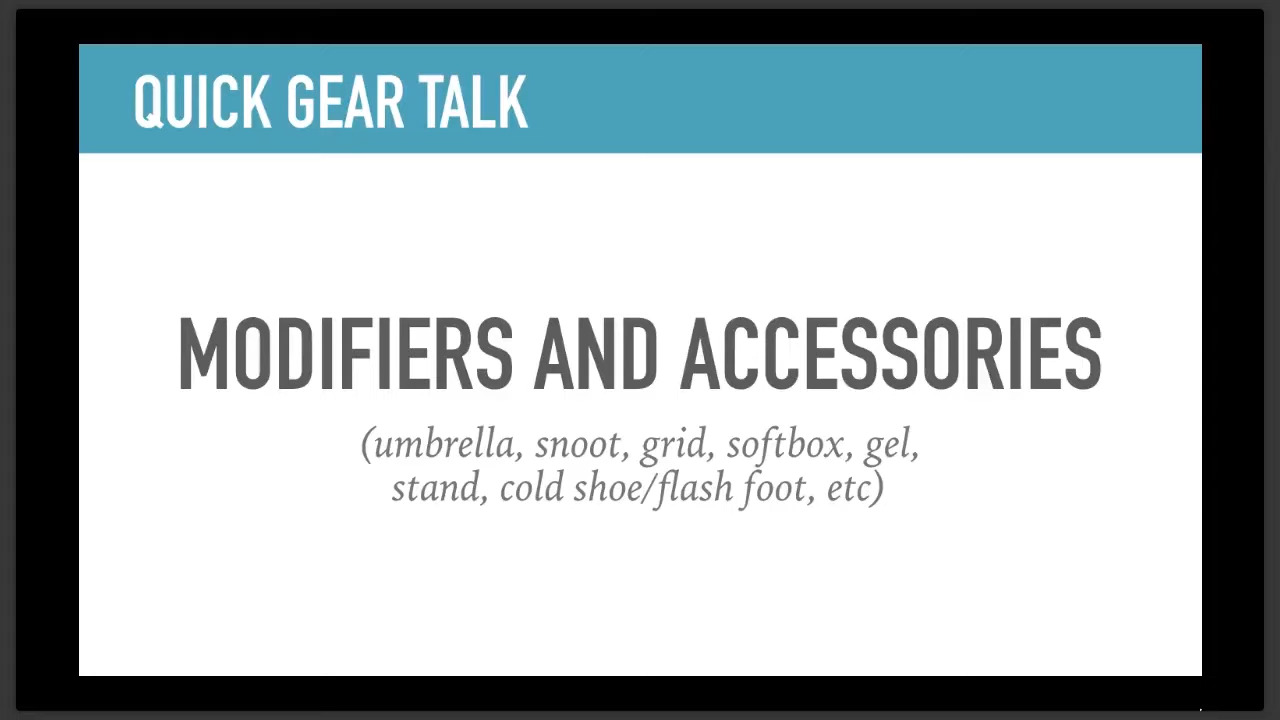 QUICK GEAR TALK
MODIFIERS AND ACCESSORIES
(umbrella, snoot, grid, softbox, gel,
stand, cold shoe/flash foot, etc)